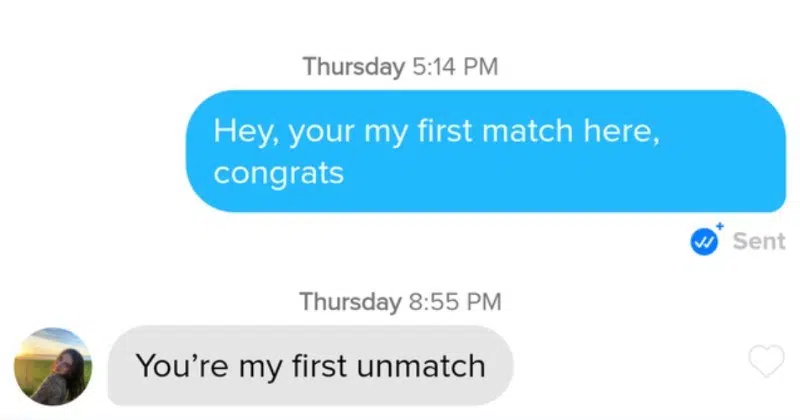 Thursday 5:14 PM
Hey, your my first match here,
congrats
Sent
Thursday 8:55 PM
You’re my first unmatch